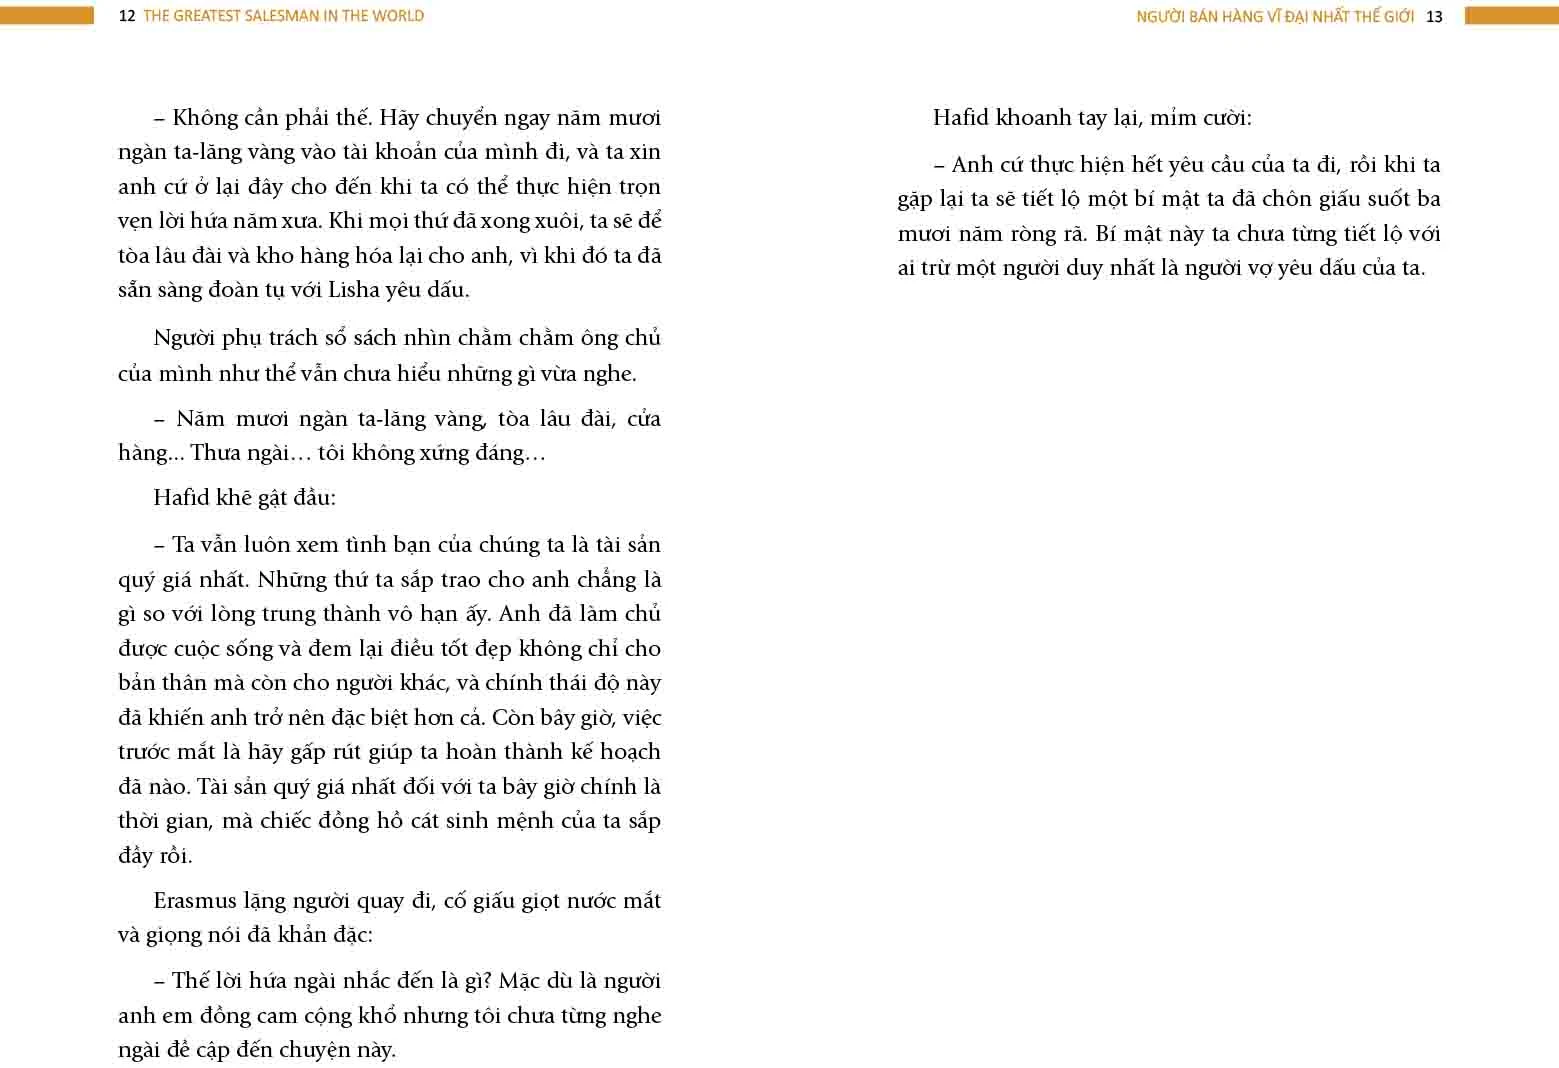 12 THE GREATEST SALESMAN IN THE WORLD
– Không cần phải thế. Hãy chuyển ngay năm mươi
ngàn ta-lăng vàng vào tài khoản của mình đi, và ta xin
anh cứ ở lại đây cho đến khi ta có thể thực hiện trọn
vẹn lời hứa năm xưa. Khi mọi thứ đã xong xuôi, ta sẽ để
tòa lâu đài và kho hàng hóa lại cho anh, vì khi đó ta đã
sẵn sàng đoàn tụ với Lisha yêu dấu.
Người phụ trách sổ sách nhìn chằm chằm ông chủ
của mình như thể vẫn chưa hiểu những gì vừa nghe.
– Năm mươi ngàn ta-lăng vàng, tòa lâu đài, cửa
hàng... Thưa ngài… tôi không xứng đáng…
Hafid khẽ gật đầu:
– Ta vẫn luôn xem tình bạn của chúng ta là tài sản
quý giá nhất. Những thứ ta sắp trao cho anh chẳng là
gì so với lòng trung thành vô hạn ấy. Anh đã làm chủ
được cuộc sống và đem lại điều tốt đẹp không chỉ cho
bản thân mà còn cho người khác, và chính thái độ này
đã khiến anh trở nên đặc biệt hơn cả. Còn bây giờ, việc
trước mắt là hãy gấp rút giúp ta hoàn thành kế hoạch
đã nào. Tài sản quý giá nhất đối với ta bây giờ chính là
thời gian, mà chiếc đồng hồ cát sinh mệnh của ta sắp
đầy rồi.
Erasmus lặng người quay đi, cố giấu giọt nước mắt
và giọng nói đã khản đặc:
– Thế lời hứa ngài nhắc đến là gì? Mặc dù là người
anh em đồng cam cộng khổ nhưng tôi chưa từng nghe
ngài đề cập đến chuyện này.
NGƯỜI BÁN HÀNG VĨ ĐẠI NHẤT THẾ GIỚI 13
Hafid khoanh tay lại, mỉm cười:
– Anh cứ thực hiện hết yêu cầu của ta đi, rồi khi ta
gặp lại ta sẽ tiết lộ một bí mật ta đã chôn giấu suốt ba
mươi năm ròng rã. Bí mật này ta chưa từng tiết lộ với
ai trừ một người duy nhất là người vợ yêu dấu của ta.